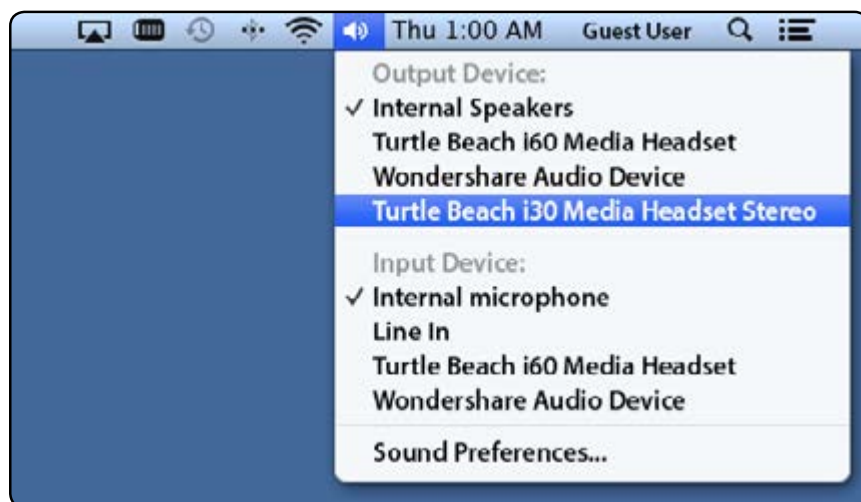 Thu 1:00 AM Guest User
Output Device:
✓ Internal Speakers
Turtle Beach i60 Media Headset
Wondershare Audio Device
Turtle Beach i30 Media Headset Stereo
Input Device:
✓ Internal microphone
Line In
Turtle Beach i60 Media Headset
Wondershare Audio Device
Sound Preferences...